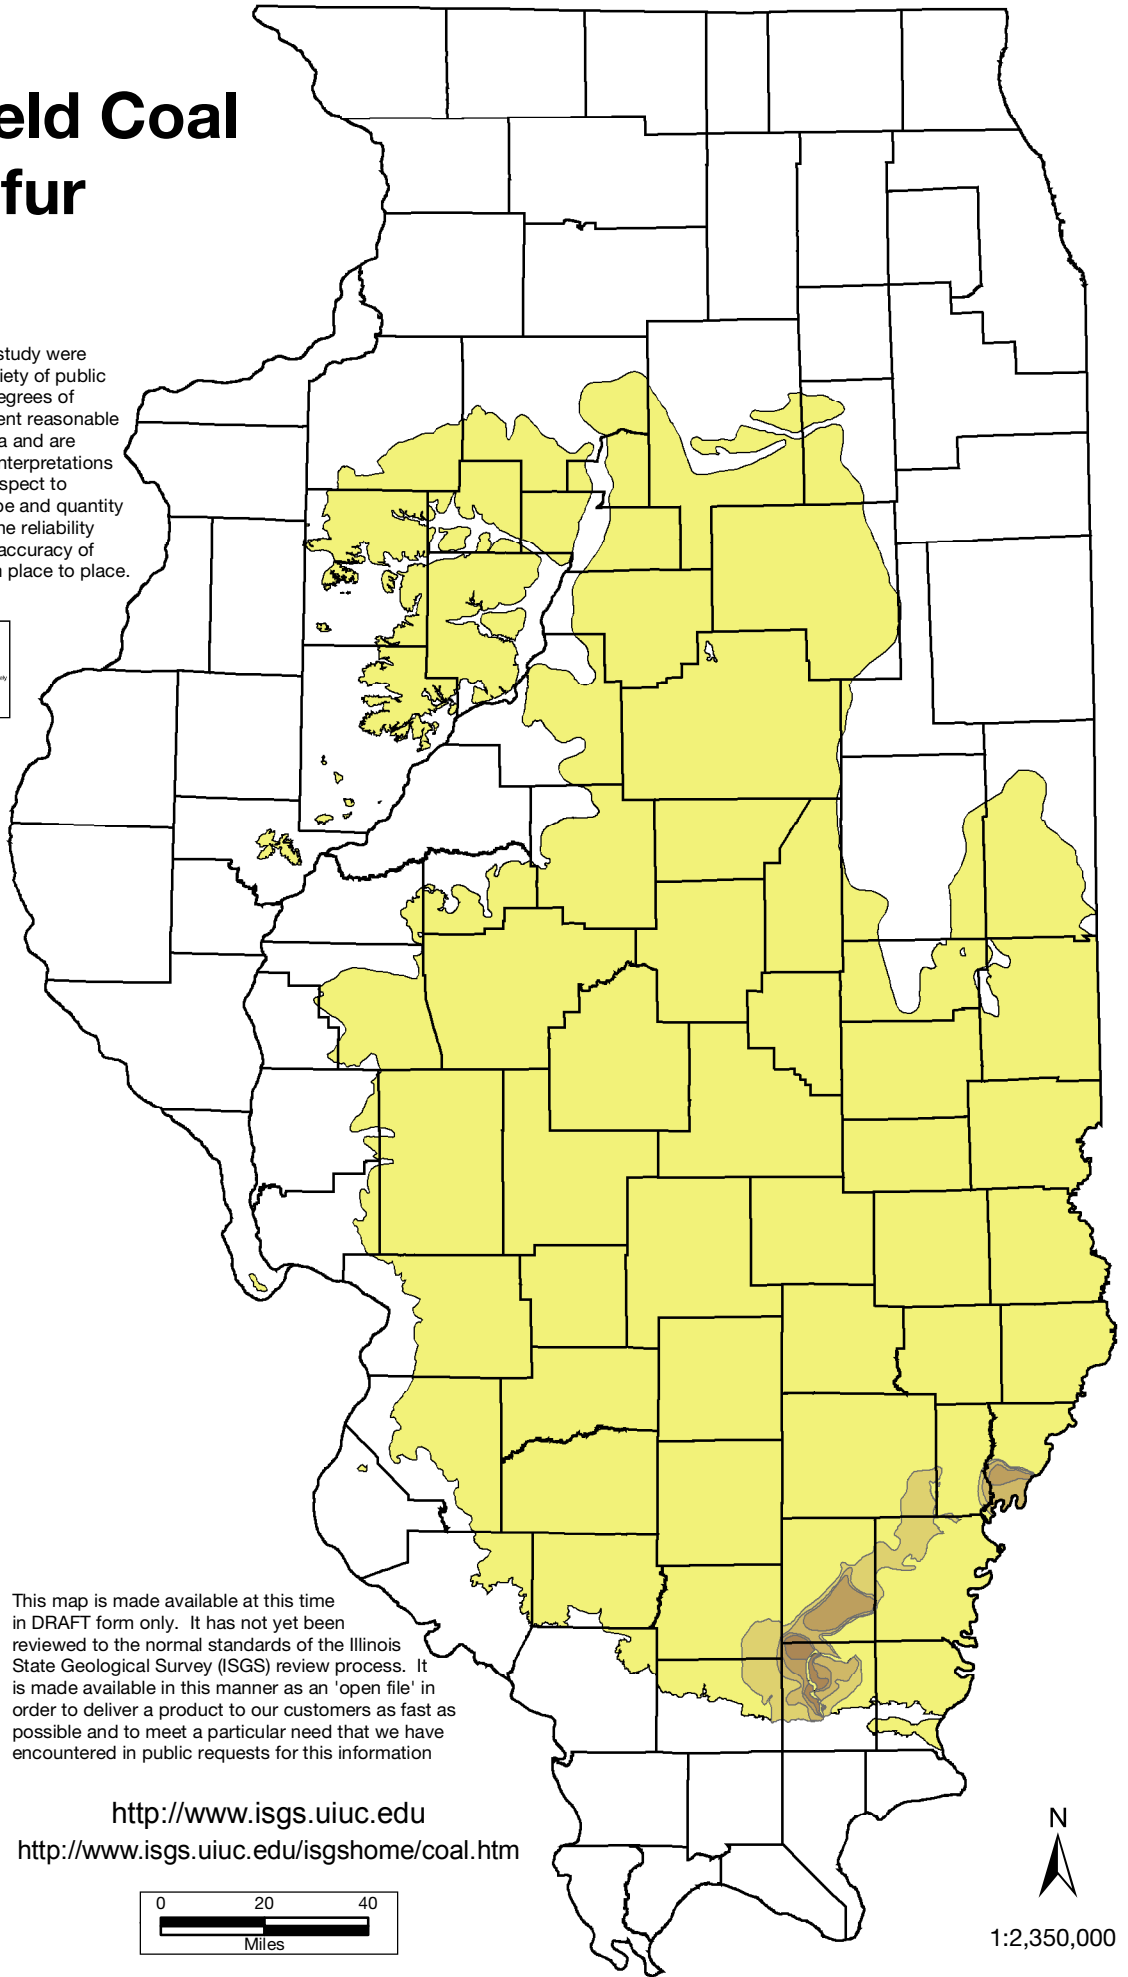 eld Coal
fur
study were
iety of public
egrees of
ent reasonable
a and are
nterpretations
spect to
pe and quantity
ne reliability
accuracy of
n place to place.
This map is made available at this time
in DRAFT form only. It has not yet been
reviewed to the normal standards of the Illinois
State Geological Survey (ISGS) review process. It
is made available in this manner as an 'open file' in
order to deliver a product to our customers as fast as
possible and to meet a particular need that we have
encountered in public requests for this information
http://www.isgs.uiuc.edu
http://www.isgs.uiuc.edu/isgshome/coal.htm
0 20 40
Miles
N
1:2,350,000